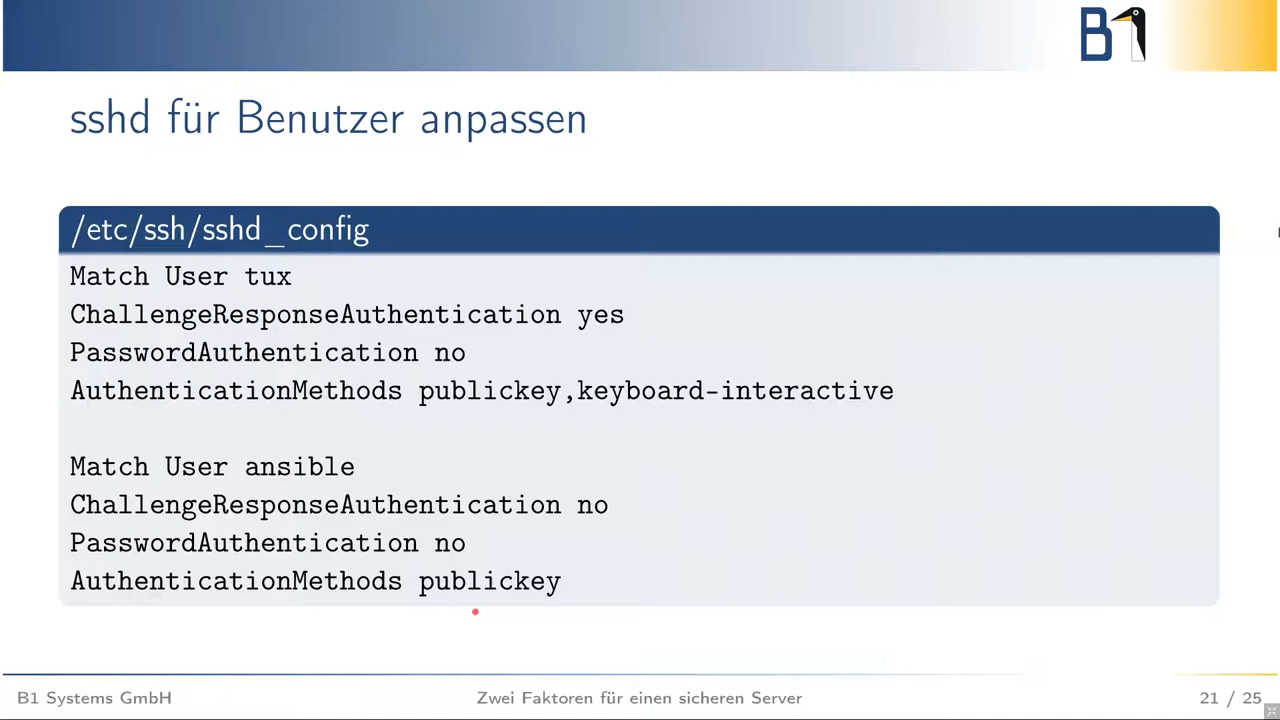 B1
sshd für Benutzer anpassen
/etc/ssh/sshd_config
Match User tux
ChallengeResponseAuthentication yes
PasswordAuthentication no
AuthenticationMethods publickey,keyboard-interactive
Match User ansible
ChallengeResponseAuthentication no
PasswordAuthentication no
AuthenticationMethods publickey
B1 Systems GmbH
Zwei Faktoren für einen sicheren Server
21 / 25